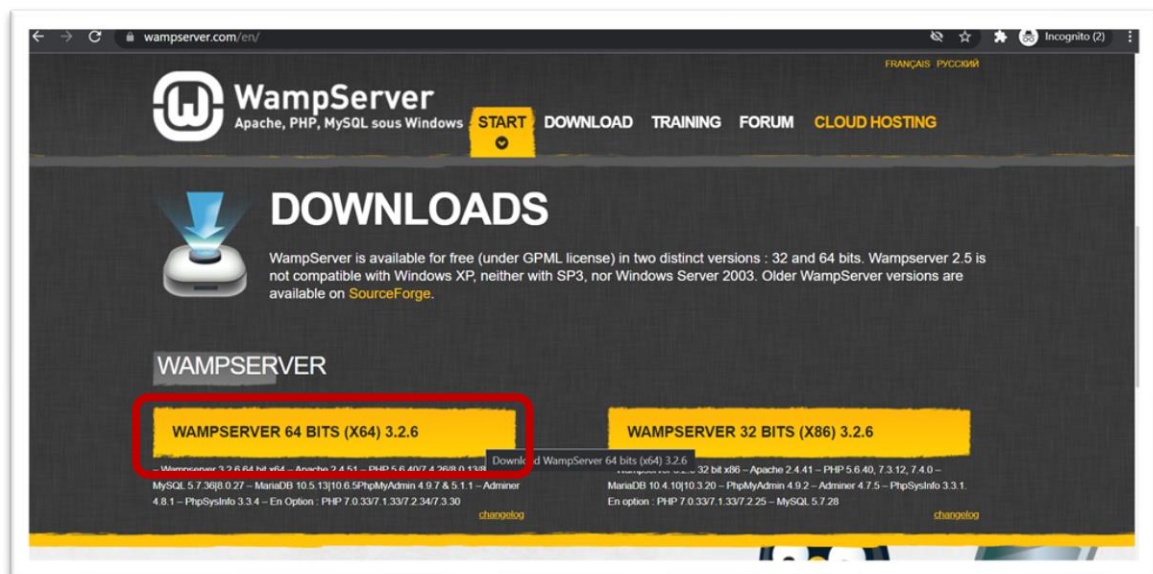 wampserver.com/en/
Incognito (2)
FRANÇAIS РУССКИЙ
WampServer
Apache, PHP, MySQL sous Windows
START DOWNLOAD TRAINING FORUM CLOUD HOSTING
DOWNLOADS
WampServer is available for free (under GPML license) in two distinct versions : 32 and 64 bits. Wampserver 2.5 is
not compatible with Windows XP, neither with SP3, nor Windows Server 2003. Older WampServer versions are
available on SourceForge.
WAMPSERVER
WAMPSERVER 64 BITS (X64) 3.2.6
Download WampServer 64 bits (x64) 3.2.6
– Wampserver 3.2.6 64 bit x64 – Apache 2.4.51 – PHP 5.6.40/7.4.26/8.0.13/8
MySQL 5.7.36|8.0.27 – MariaDB 10.5.13|10.6.5PhpMyAdmin 4.9.7 & 5.1.1 – Adminer
4.8.1 – PhpSysInfo 3.3.4 – En Option : PHP 7.0.33/7.1.33/7.2.34/7.3.30
changelog
WAMPSERVER 32 BITS (X86) 3.2.6
32 bit x86 – Apache 2.4.41 – PHP 5.6.40, 7.3.12, 7.4.0 –
MariaDB 10.4.10|10.3.20 – PhpMyAdmin 4.9.2 – Adminer 4.7.5 – PhpSysInfo 3.3.1.
En option : PHP 7.0.33/7.1.33/7.2.25 – MySQL 5.7.28
changelog